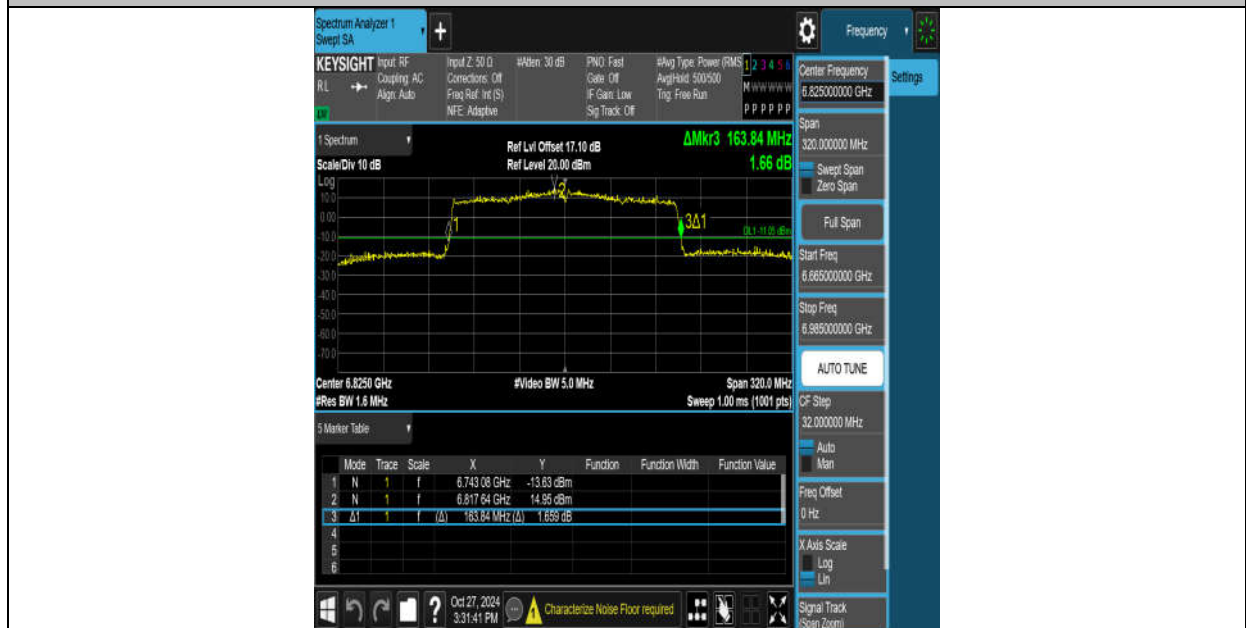 Spectrum Analyzer 1
Swept SA
+
Frequency
KEYSIGHT Input: RF Input Z: 50 Ω #Atten: 30 dB PNO: Fast #Avg Type: Power (RMS 1 2 3 4 5 6
RL Coupling: AC Corrections: Off Gate: Off Avg|Hold: 500/500 M w w w w w
Align: Auto Freq Ref: Int (S) IF Gain: Low Trig: Free Run
NFE: Adaptive Sig Track: Off P P P P P P
Center Frequency
6.825000000 GHz
Settings
Span
320.000000 MHz
Swept Span
Zero Span
Full Span
Start Freq
6.665000000 GHz
Stop Freq
6.985000000 GHz
AUTO TUNE
CF Step
32.000000 MHz
Auto
Man
Freq Offset
0 Hz
X Axis Scale
Log
Lin
Signal Track
(Span Zoom)
1 Spectrum
Ref Lvl Offset 17.10 dB
ΔMkr3 163.84 MHz
Scale/Div 10 dB
Ref Level 20.00 dBm
1.66 dB
Log
10.0
0.00
-10.0
-20.0
-30.0
-40.0
-50.0
-60.0
-70.0
1
2
3Δ1
DL1 -11.05 dBm
Center 6.8250 GHz #Video BW 5.0 MHz Span 320.0 MHz
#Res BW 1.6 MHz Sweep 1.00 ms (1001 pts)
5 Marker Table
Mode Trace Scale X Y Function Function Width Function Value
1 N 1 f 6.743 08 GHz -13.63 dBm
2 N 1 f 6.817 64 GHz 14.95 dBm
3 Δ1 1 f (Δ) 163.84 MHz (Δ) 1.659 dB
4
5
6
? Oct 27, 2024
3:31:41 PM
Characterize Noise Floor required